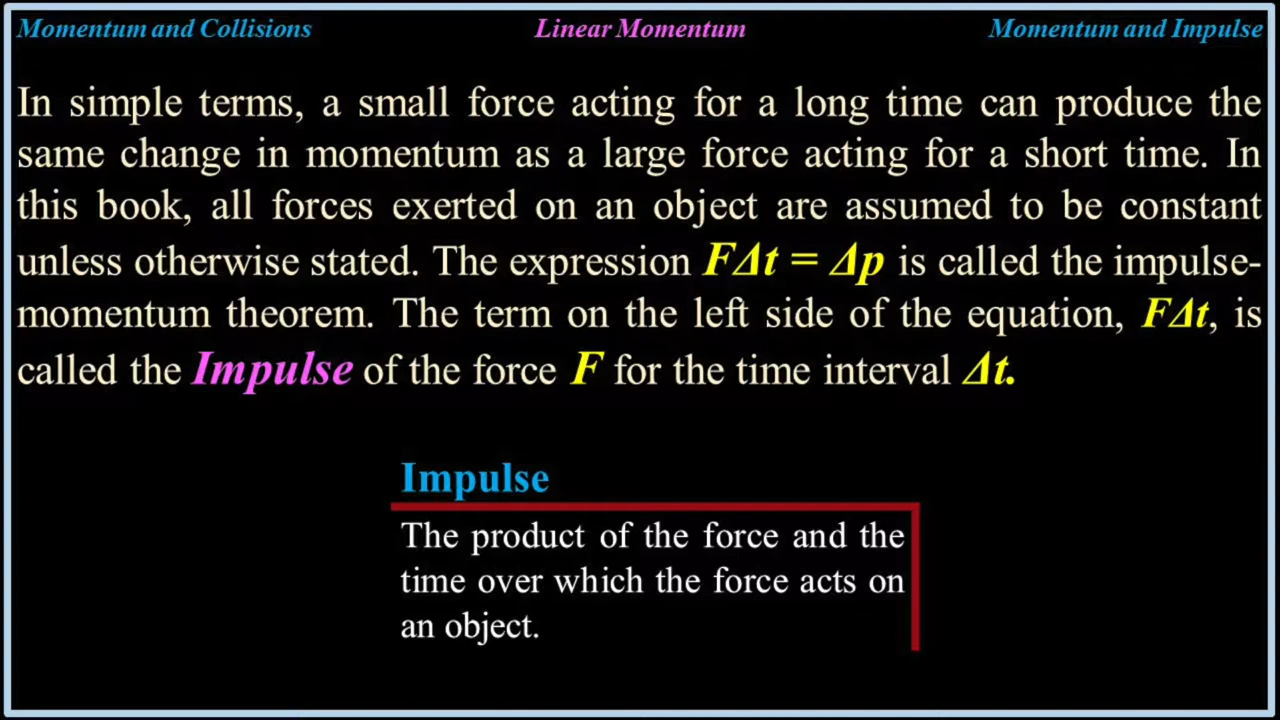 Momentum and Collisions
Linear Momentum
Momentum and Impulse
In simple terms, a small force acting for a long time can produce the
same change in momentum as a large force acting for a short time. In
this book, all forces exerted on an object are assumed to be constant
unless otherwise stated. The expression FΔt = Δp is called the impulse-
momentum theorem. The term on the left side of the equation, FΔt, is
called the Impulse of the force F for the time interval Δt.
Impulse
The product of the force and the
time over which the force acts on
an object.